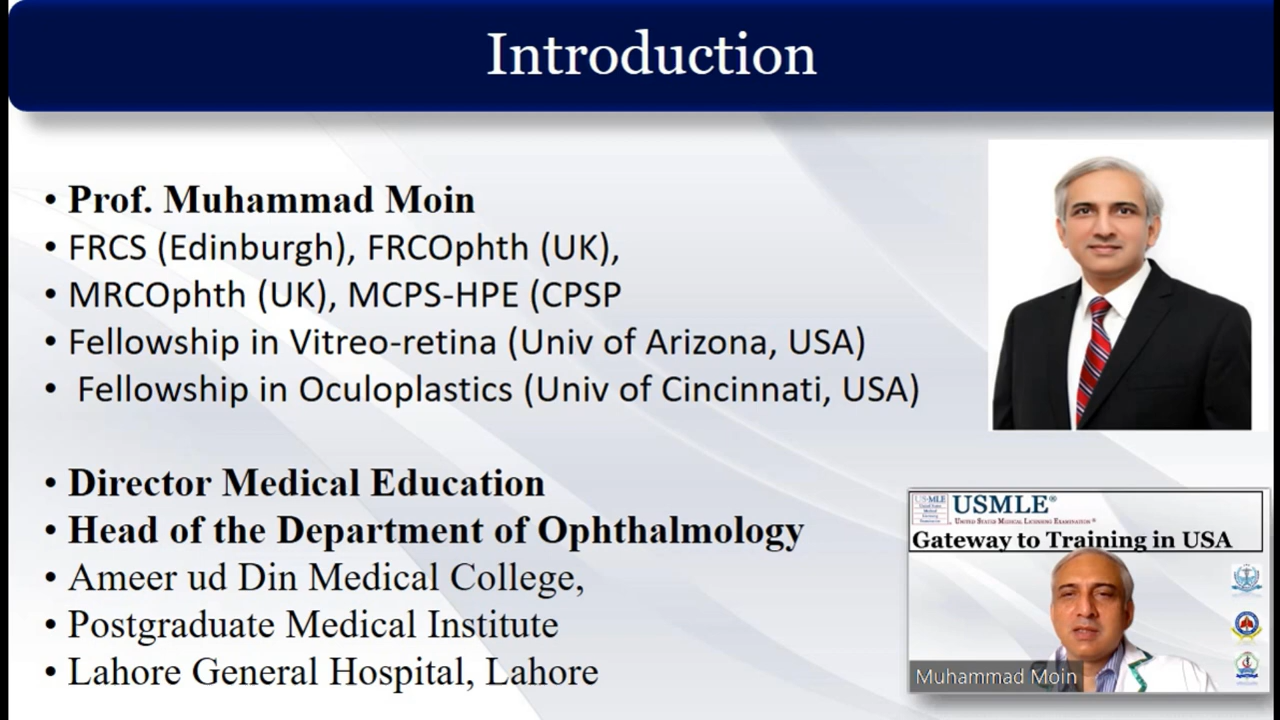 Introduction
• Prof. Muhammad Moin
• FRCS (Edinburgh), FRCOphth (UK),
• MRCOphth (UK), MCPS-HPE (CPSP
• Fellowship in Vitreo-retina (Univ of Arizona, USA)
• Fellowship in Oculoplastics (Univ of Cincinnati, USA)
• Director Medical Education
• Head of the Department of Ophthalmology
• Ameer ud Din Medical College,
• Postgraduate Medical Institute
• Lahore General Hospital, Lahore
USMLE®
UNITED STATES MEDICAL LICENSING EXAMINATION®
Gateway to Training in USA
Muhammad Moin